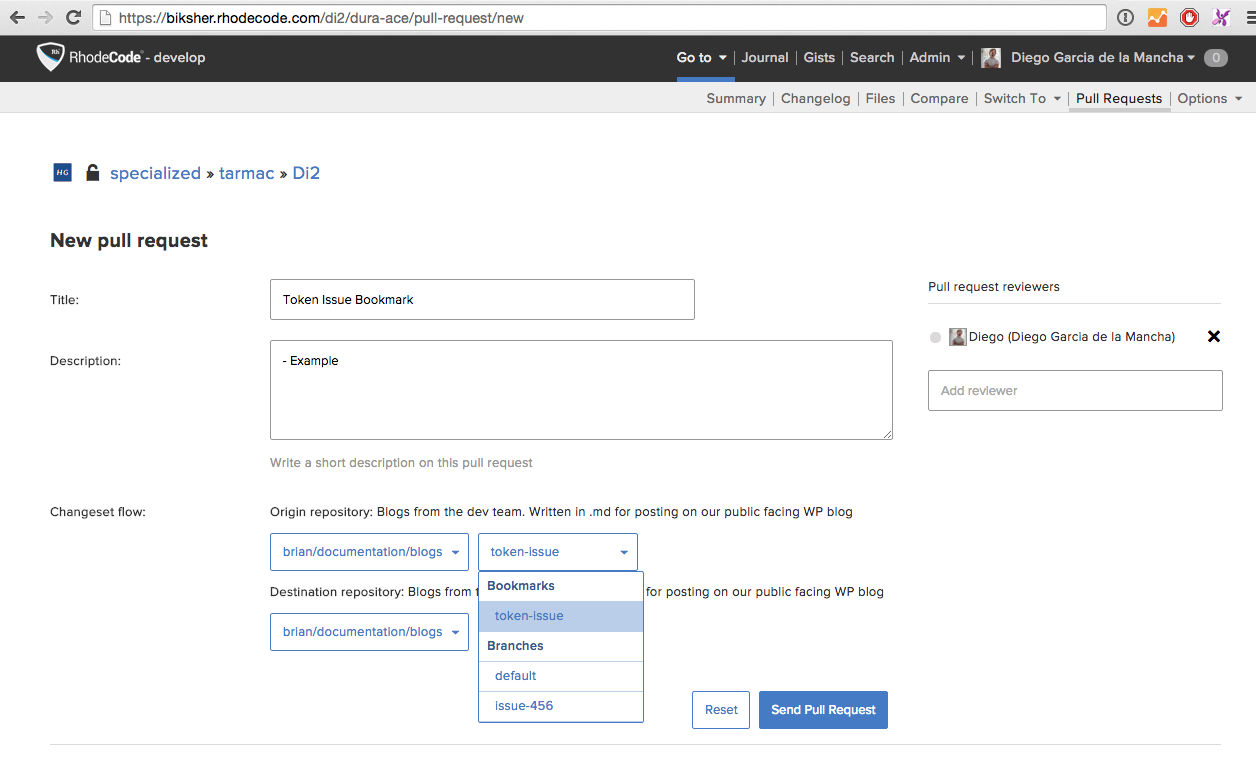 https://biksher.rhodecode.com/di2/dura-ace/pull-request/new
Rh RhodeCode - develop
Go to Journal Gists Search Admin Diego Garcia de la Mancha 0
Summary Changelog Files Compare Switch To Pull Requests Options
HG specialized » tarmac » Di2
New pull request
Title:
Token Issue Bookmark
Description:
- Example
Write a short description on this pull request
Pull request reviewers
Diego (Diego Garcia de la Mancha)
Add reviewer
Changeset flow:
Origin repository: Blogs from the dev team. Written in .md for posting on our public facing WP blog
brian/documentation/blogs token-issue
Bookmarks
token-issue
Branches
default
issue-456
Destination repository: Blogs from for posting on our public facing WP blog
brian/documentation/blogs
Reset Send Pull Request